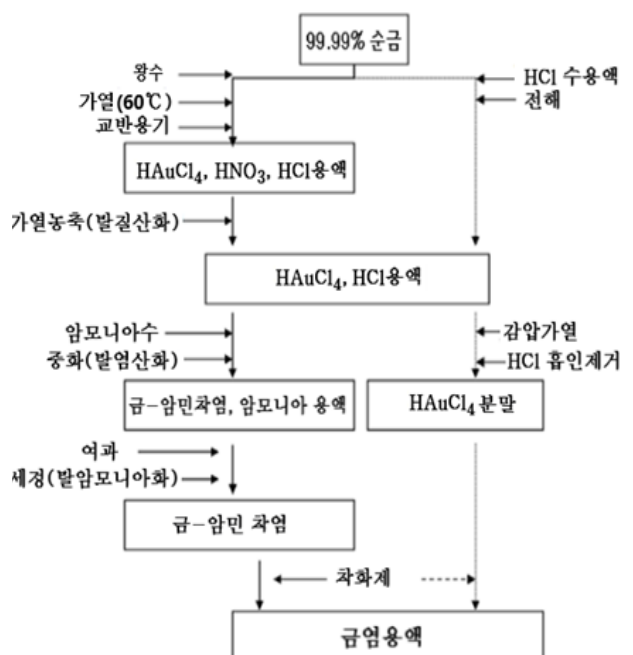 99.99% 순금
왕수
HCl 수용액
가열(60℃)
전해
교반용기
HAuCl₄, HNO₃, HCl용액
가열농축(발질산화)
HAuCl₄, HCl용액
암모니아수
감압가열
중화(발염산화)
HCl 흡인제거
금-암민착염, 암모니아 용액
HAuCl₄ 분말
여과
세정(발암모니아화)
금-암민 착염
착화제
금염용액